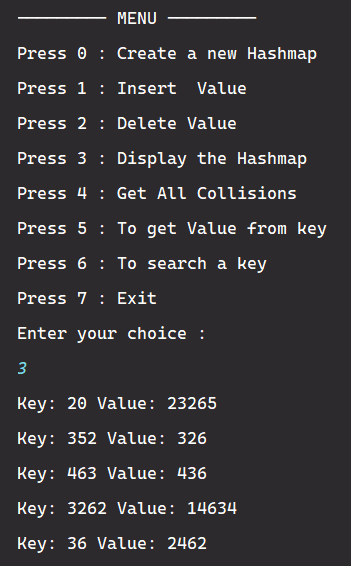 ────────── MENU ──────────
Press 0 : Create a new Hashmap
Press 1 : Insert  Value
Press 2 : Delete Value
Press 3 : Display the Hashmap
Press 4 : Get All Collisions
Press 5 : To get Value from key
Press 6 : To search a key
Press 7 : Exit
Enter your choice :
3
Key: 20 Value: 23265
Key: 352 Value: 326
Key: 463 Value: 436
Key: 3262 Value: 14634
Key: 36 Value: 2462